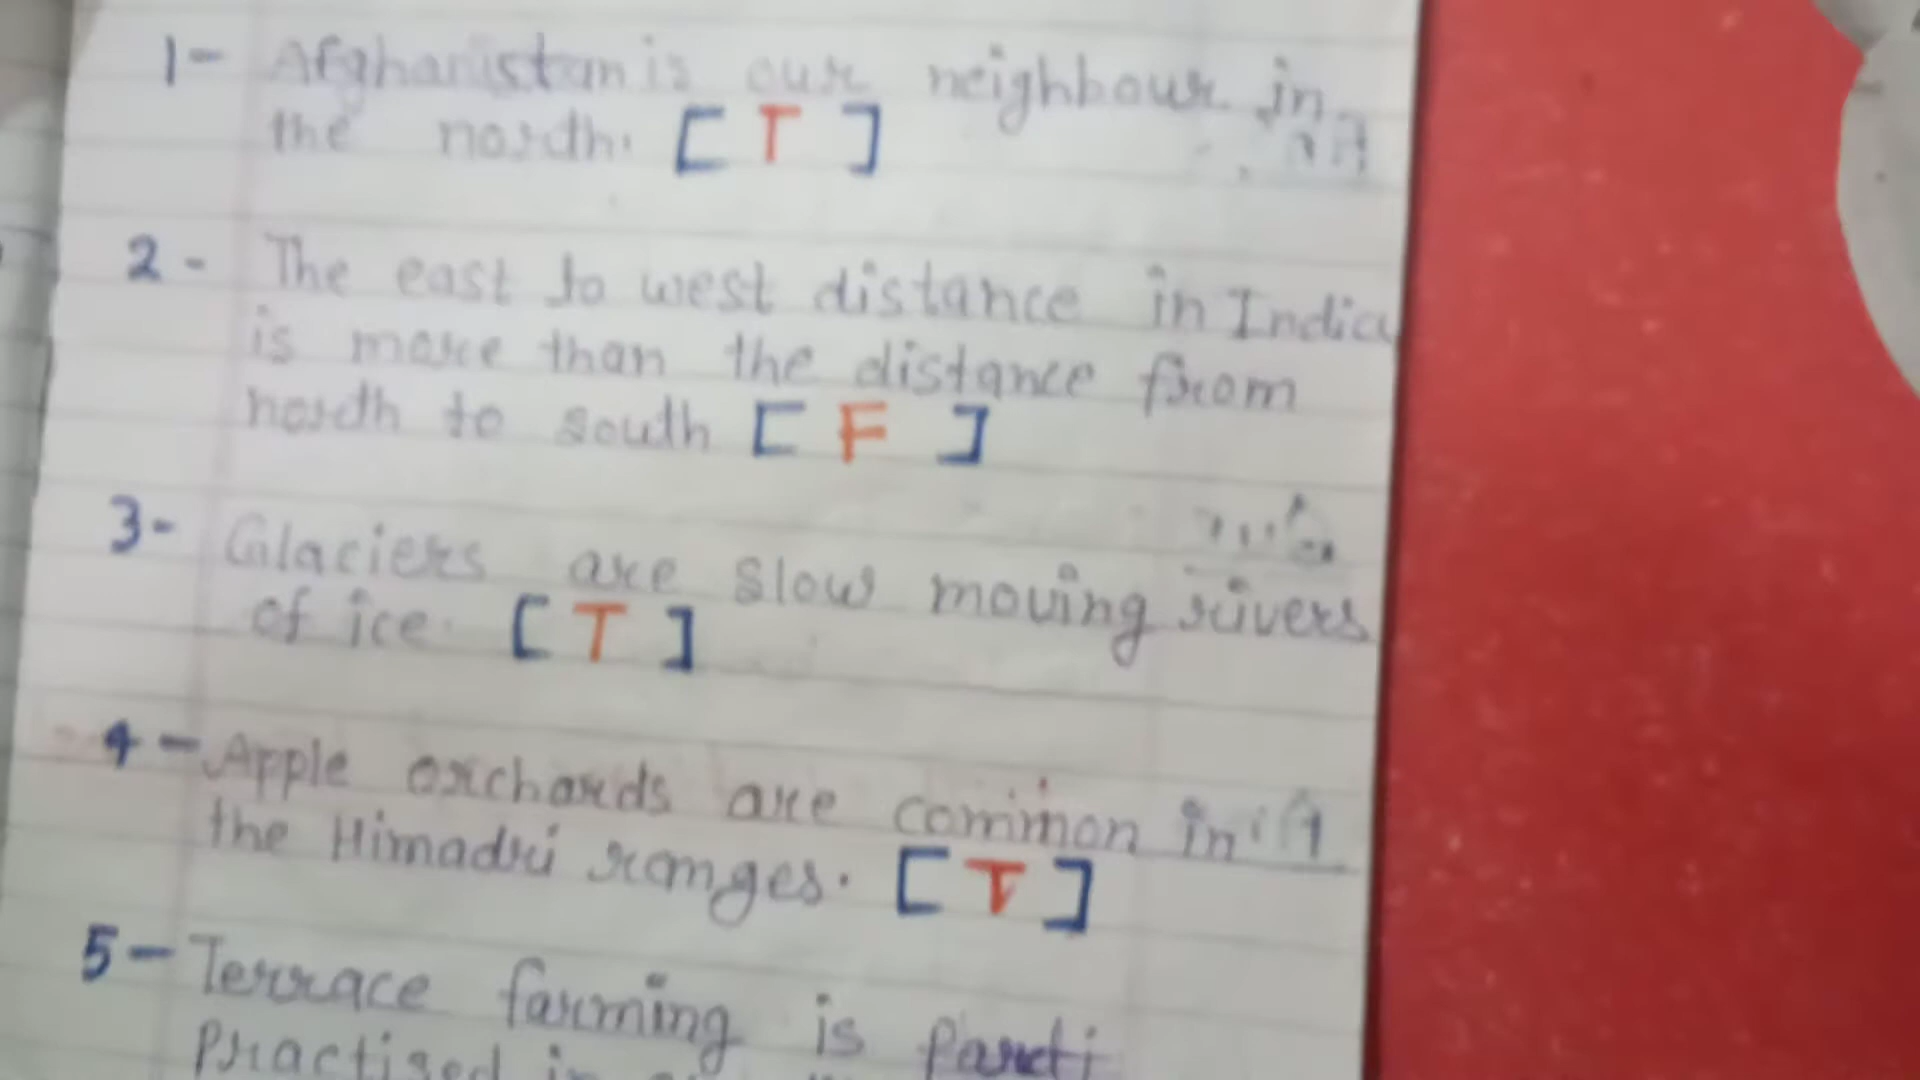 1- Afghanistan is our neighbour in
the north. [ T ]
2 - The east to west distance in India
is more than the distance from
north to south [ F ]
3- Glaciers are slow moving rivers
of ice. [ T ]
4 - Apple orchards are common in
the Himadri ranges. [ T ]
5 - Terrace farming is
Practised